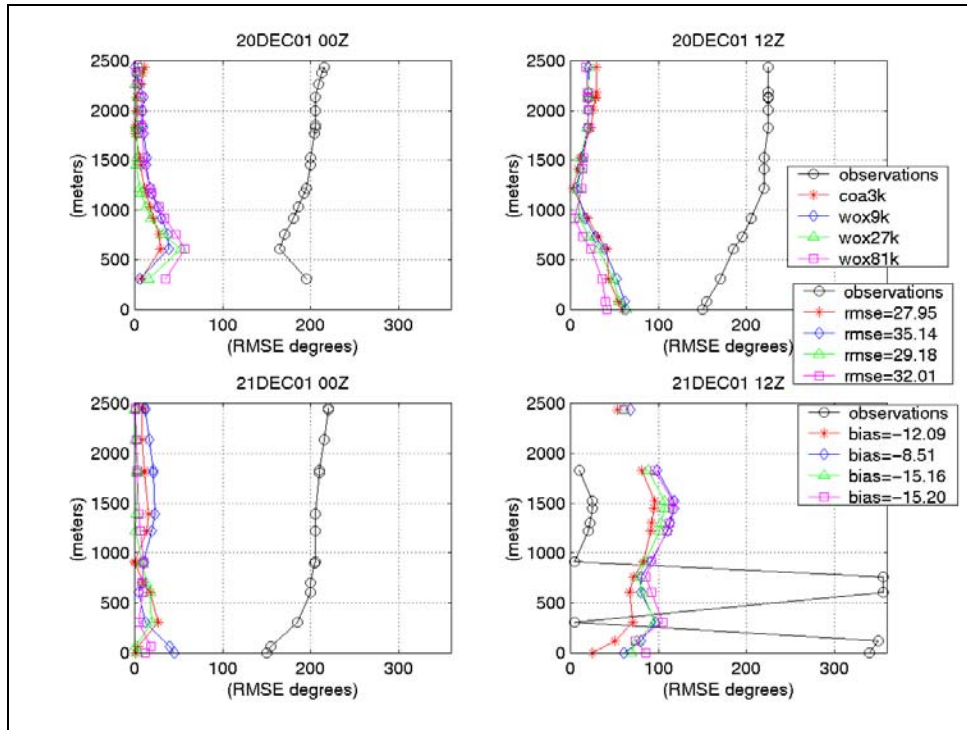 20DEC01 00Z
2500
2000
1500
1000
500
0
(meters)
0 100 200 300
(RMSE degrees)
20DEC01 12Z
2500
2000
1500
1000
500
0
(meters)
0 100 200 300
(RMSE degrees)
observations
coa3k
wox9k
wox27k
wox81k
observations
rmse=27.95
rmse=35.14
rmse=29.18
rmse=32.01
21DEC01 00Z
2500
2000
1500
1000
500
0
(meters)
0 100 200 300
(RMSE degrees)
21DEC01 12Z
2500
2000
1500
1000
500
0
(meters)
0 100 200 300
(RMSE degrees)
observations
bias=-12.09
bias=-8.51
bias=-15.16
bias=-15.20